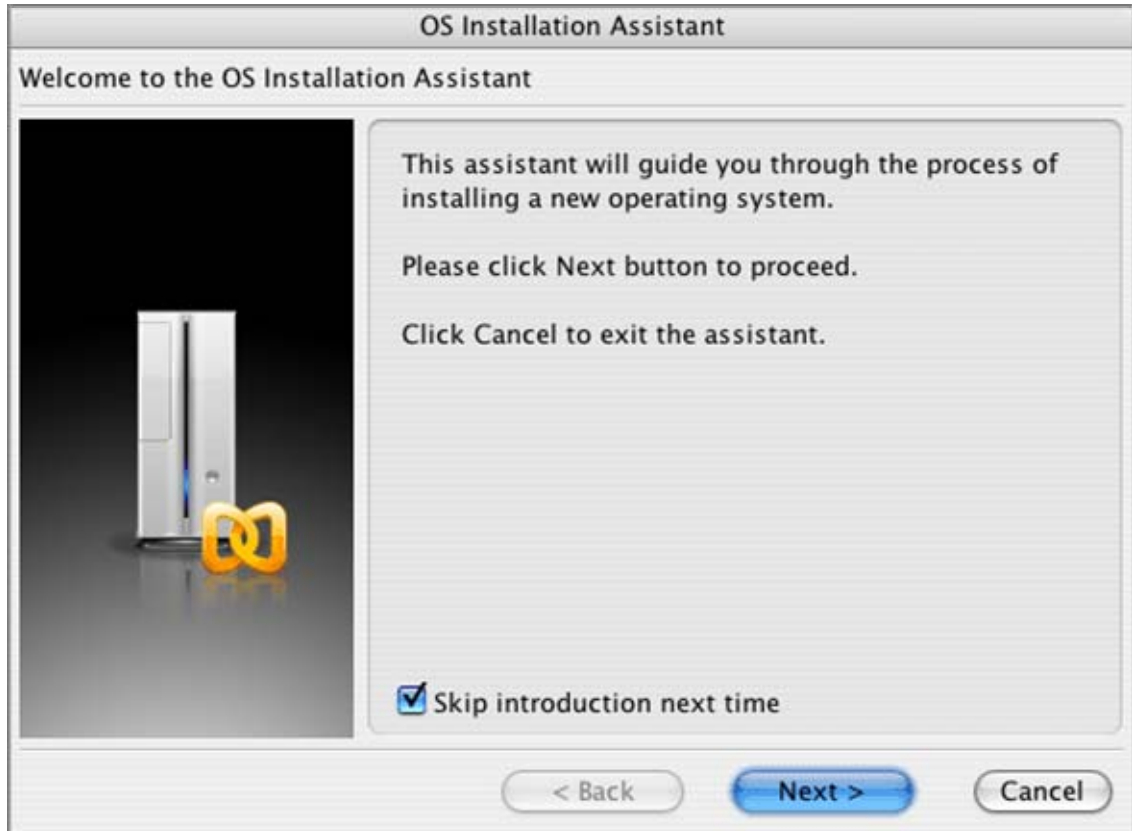 OS Installation Assistant
Welcome to the OS Installation Assistant
This assistant will guide you through the process of
installing a new operating system.
Please click Next button to proceed.
Click Cancel to exit the assistant.
Skip introduction next time
< Back
Next >
Cancel